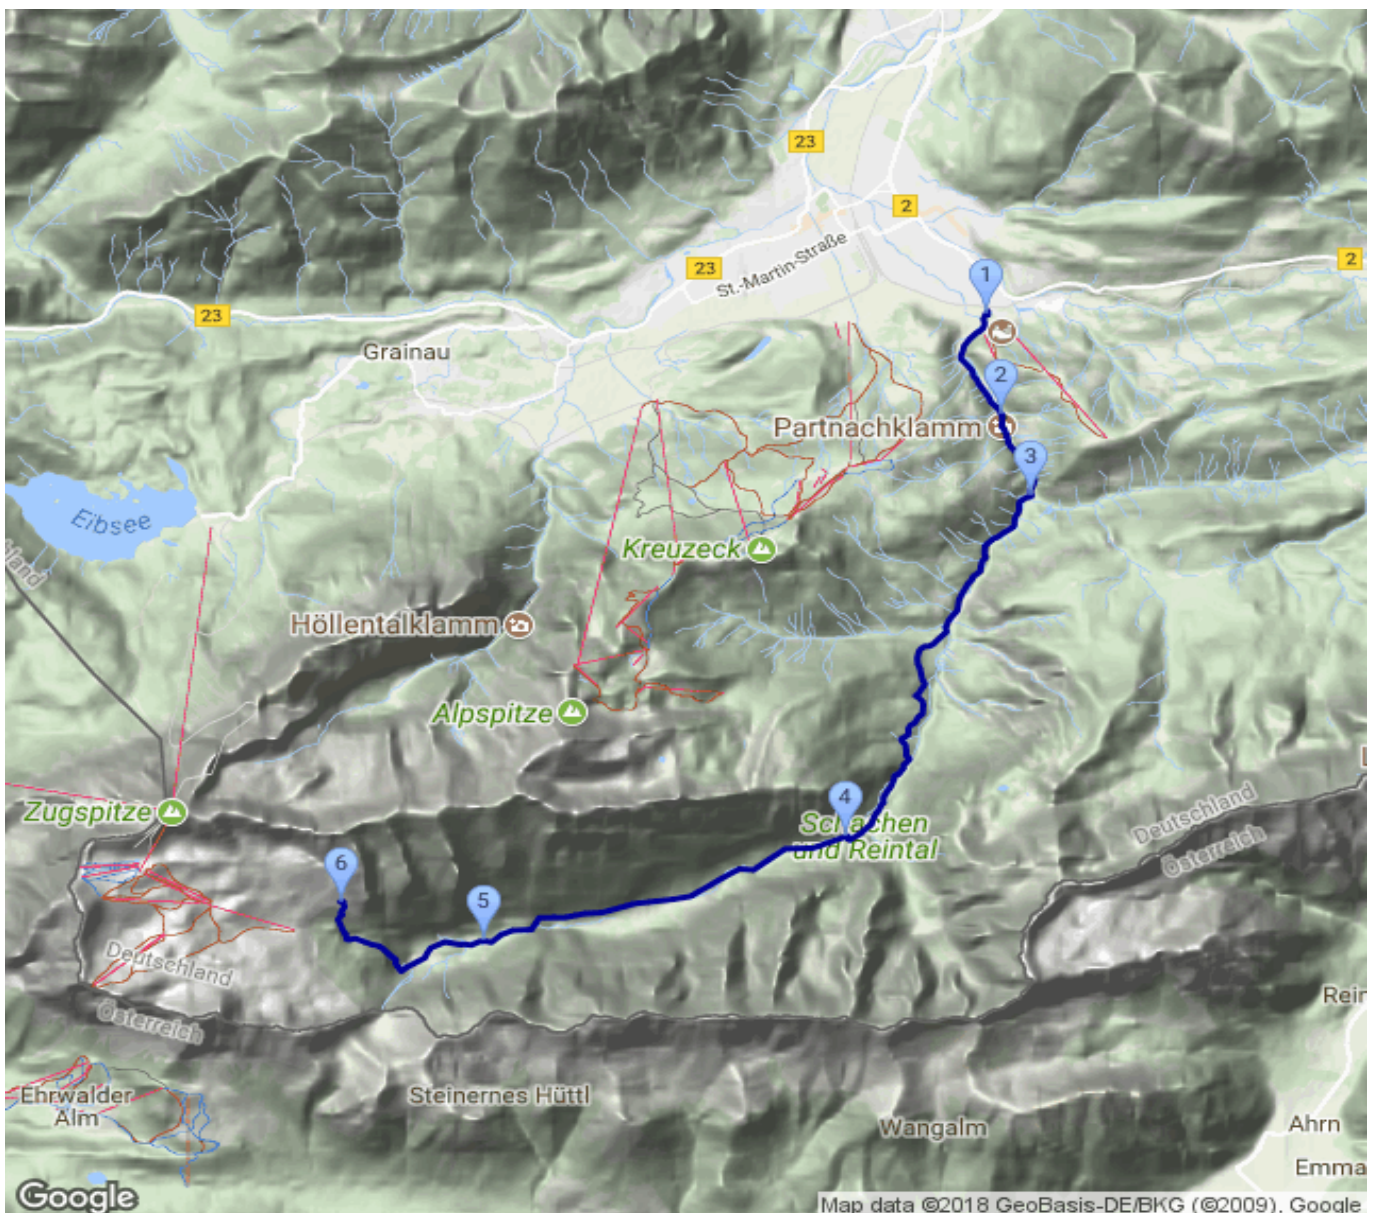 23
2
2
23
St.-Martin-Straße
1
23
Grainau
2
Partnachklamm
3
Eibsee
Kreuzeck
Höllentalklamm
Alpspitze
Zugspitze
4
Schachen
und Reintal
Deutschland
Österreich
6
5
Deutschland
Österreich
Rein
Ehrwalder
Alm
Steinernes Hüttl
Wangalm
Ahrn
Emma
Google
Map data ©2018 GeoBasis-DE/BKG (©2009), Google